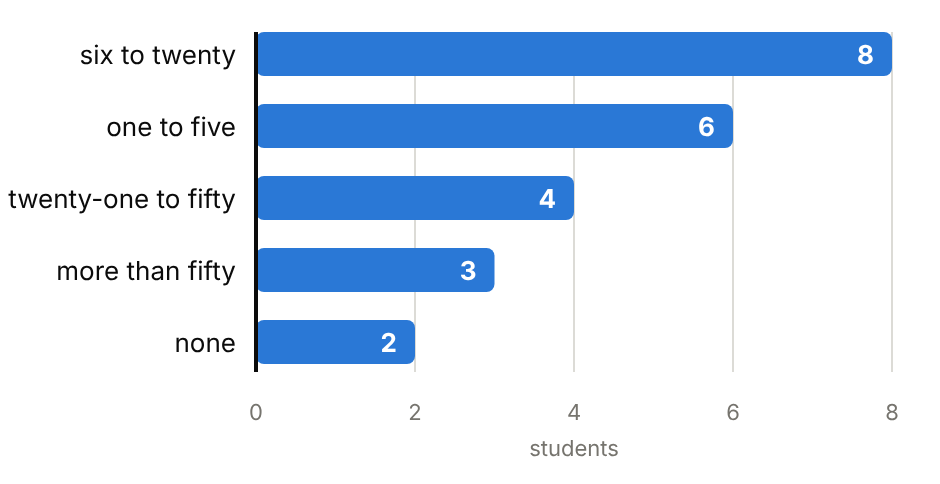 six to twenty 8
one to five 6
twenty-one to fifty 4
more than fifty 3
none 2
0 2 4 6 8
students